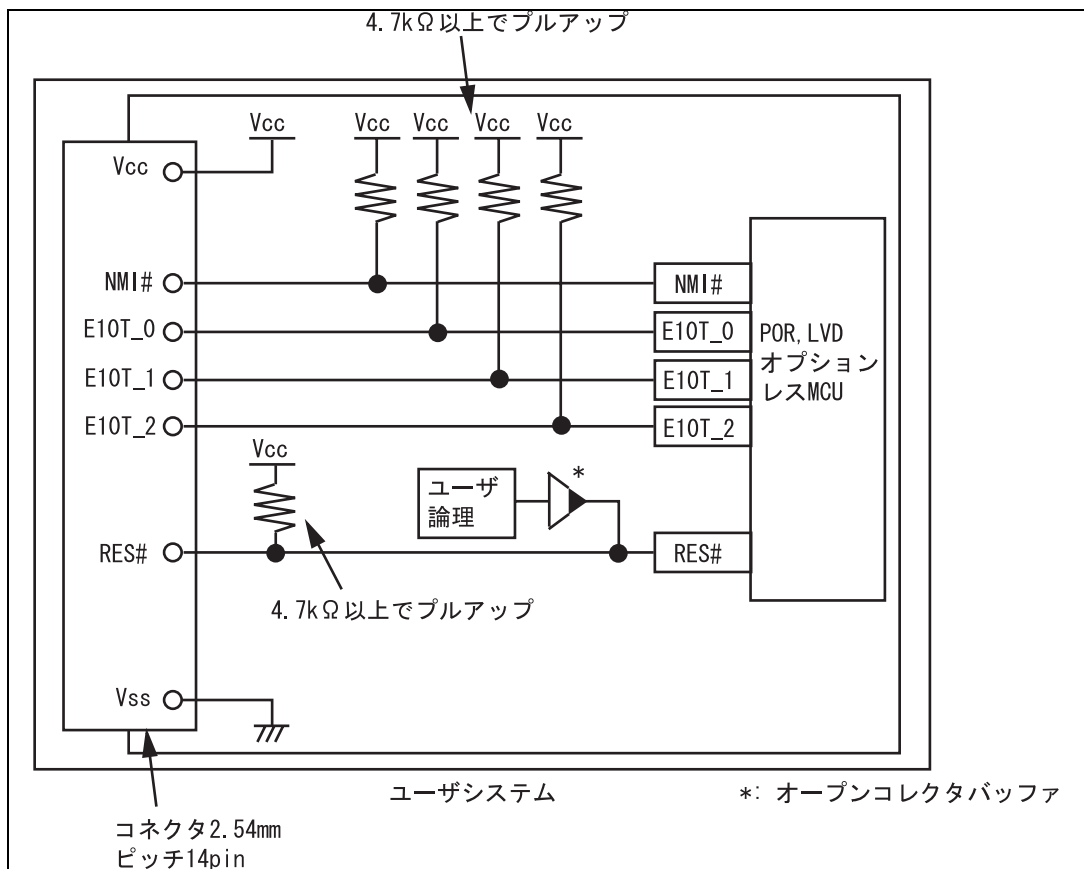 4.7kΩ以上でプルアップ
Vcc
Vcc
Vcc
Vcc
Vcc
Vcc
NMI#
NMI#
E10T_0
E10T_0
E10T_1
E10T_1
E10T_2
E10T_2
POR, LVD
オプション
レスMCU
Vcc
ユーザ
論理
*
RES#
RES#
4.7kΩ以上でプルアップ
Vss
ユーザシステム
*: オープンコレクタバッファ
コネクタ2.54mm
ピッチ14pin